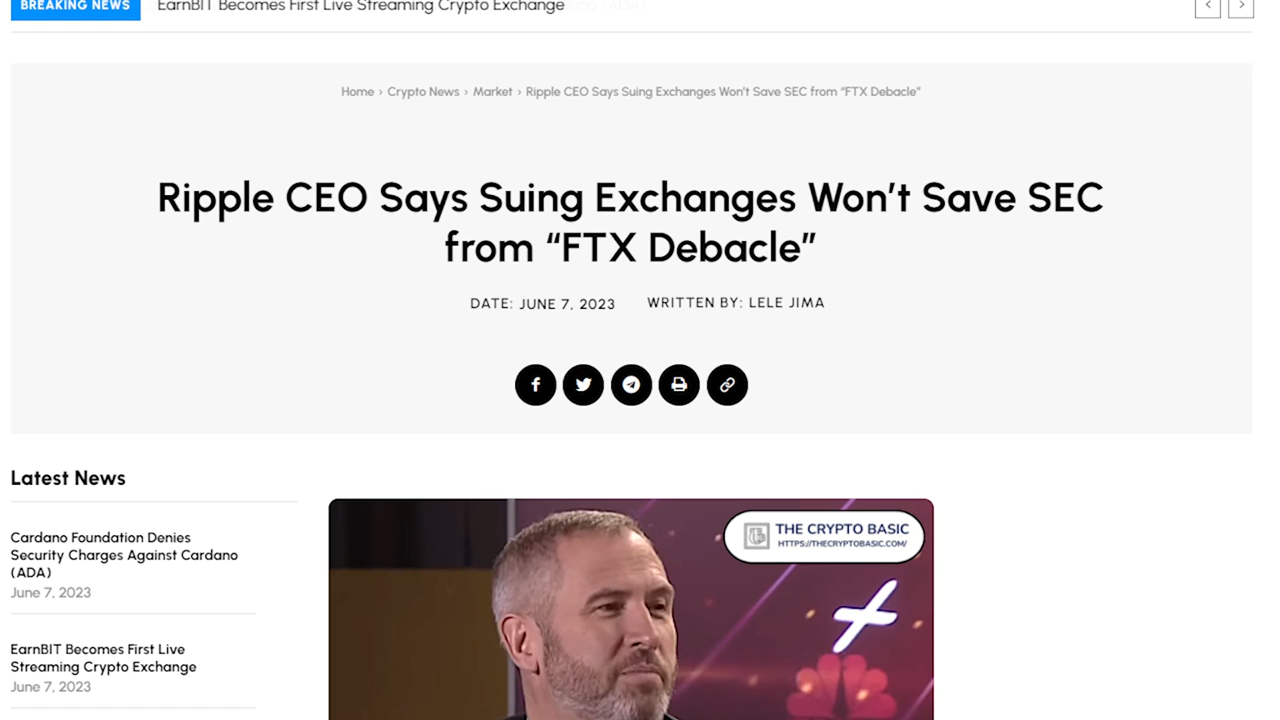 BREAKING NEWS
EarnBIT Becomes First Live Streaming Crypto Exchange
Home › Crypto News › Market › Ripple CEO Says Suing Exchanges Won't Save SEC from “FTX Debacle”
Ripple CEO Says Suing Exchanges Won't Save SEC
from “FTX Debacle”
DATE: JUNE 7, 2023
WRITTEN BY: LELE JIMA
Latest News
Cardano Foundation Denies
Security Charges Against Cardano
(ADA)
June 7, 2023
EarnBIT Becomes First Live
Streaming Crypto Exchange
June 7, 2023
THE CRYPTO BASIC
HTTPS://THECRYPTOBASIC.COM/